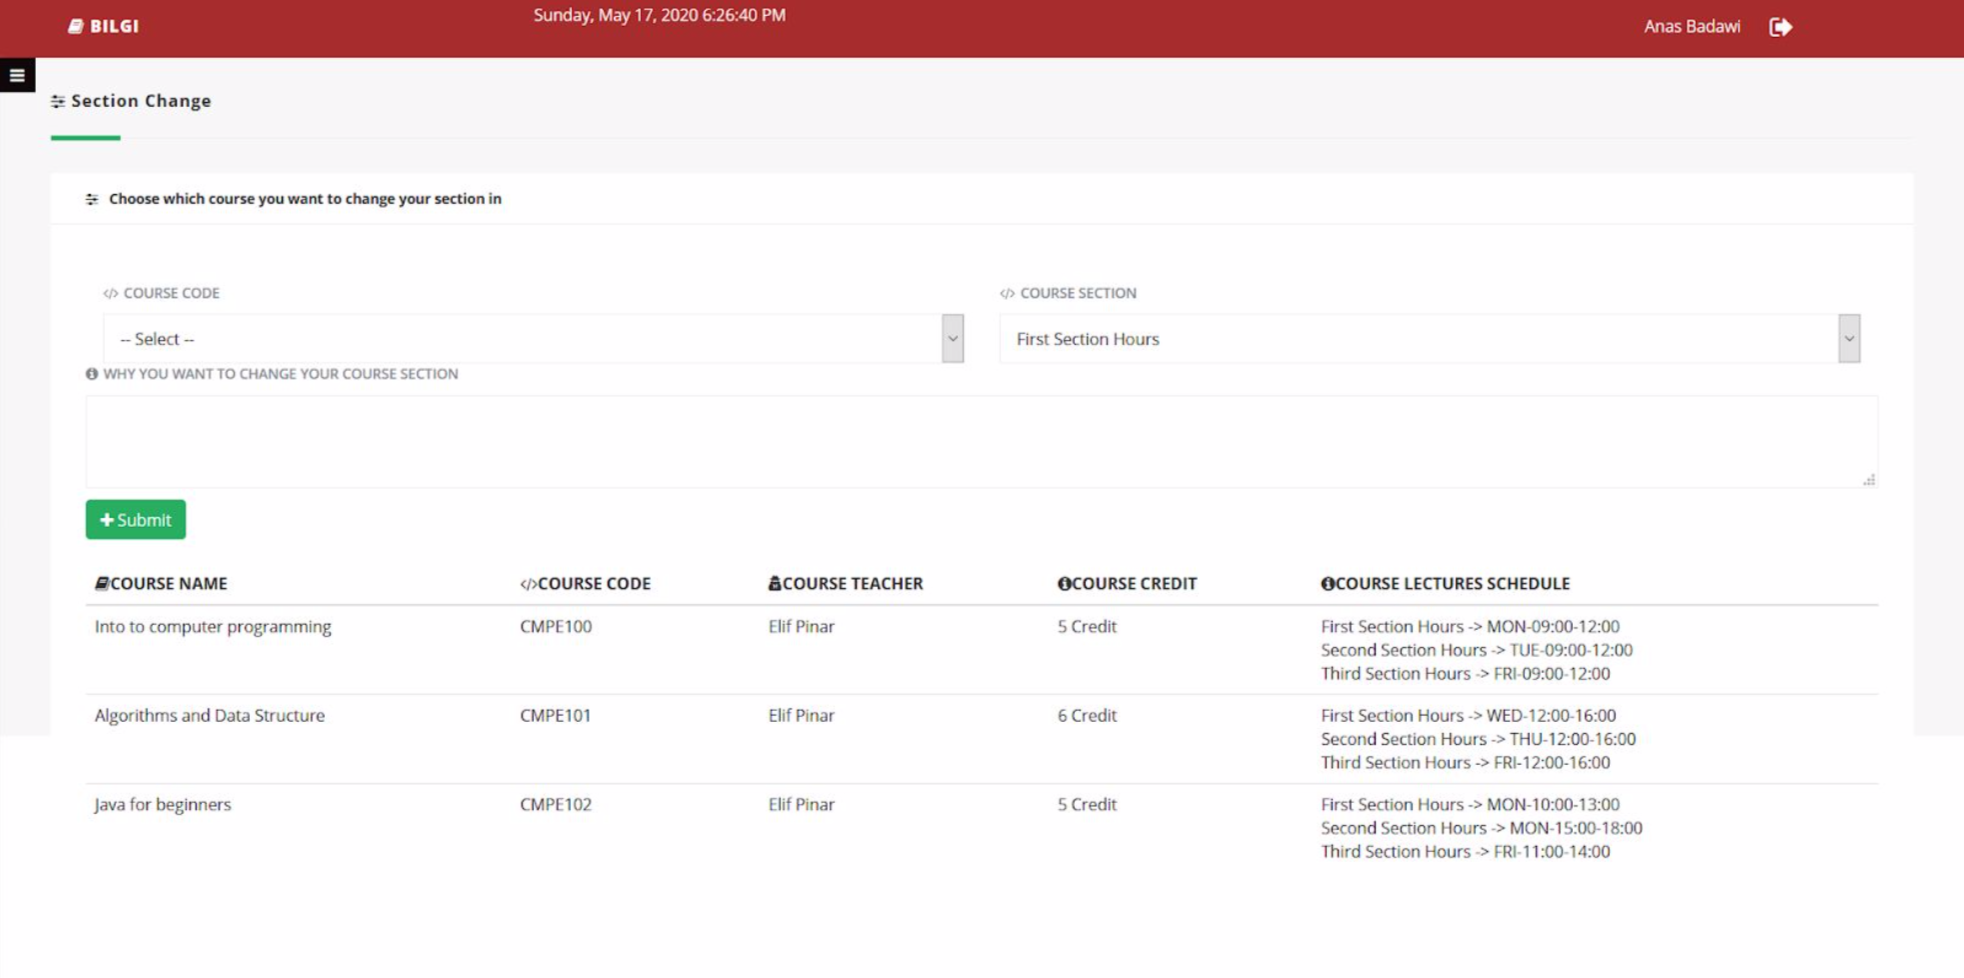 BILGI
Sunday, May 17, 2020 6:26:40 PM
Anas Badawi
Section Change
Choose which course you want to change your section in
</> COURSE CODE
</> COURSE SECTION
-- Select --
First Section Hours
WHY YOU WANT TO CHANGE YOUR COURSE SECTION
+ Submit
COURSE NAME </>COURSE CODE COURSE TEACHER COURSE CREDIT COURSE LECTURES SCHEDULE
Into to computer programming CMPE100 Elif Pinar 5 Credit First Section Hours -> MON-09:00-12:00
Second Section Hours -> TUE-09:00-12:00
Third Section Hours -> FRI-09:00-12:00
Algorithms and Data Structure CMPE101 Elif Pinar 6 Credit First Section Hours -> WED-12:00-16:00
Second Section Hours -> THU-12:00-16:00
Third Section Hours -> FRI-12:00-16:00
Java for beginners CMPE102 Elif Pinar 5 Credit First Section Hours -> MON-10:00-13:00
Second Section Hours -> MON-15:00-18:00
Third Section Hours -> FRI-11:00-14:00